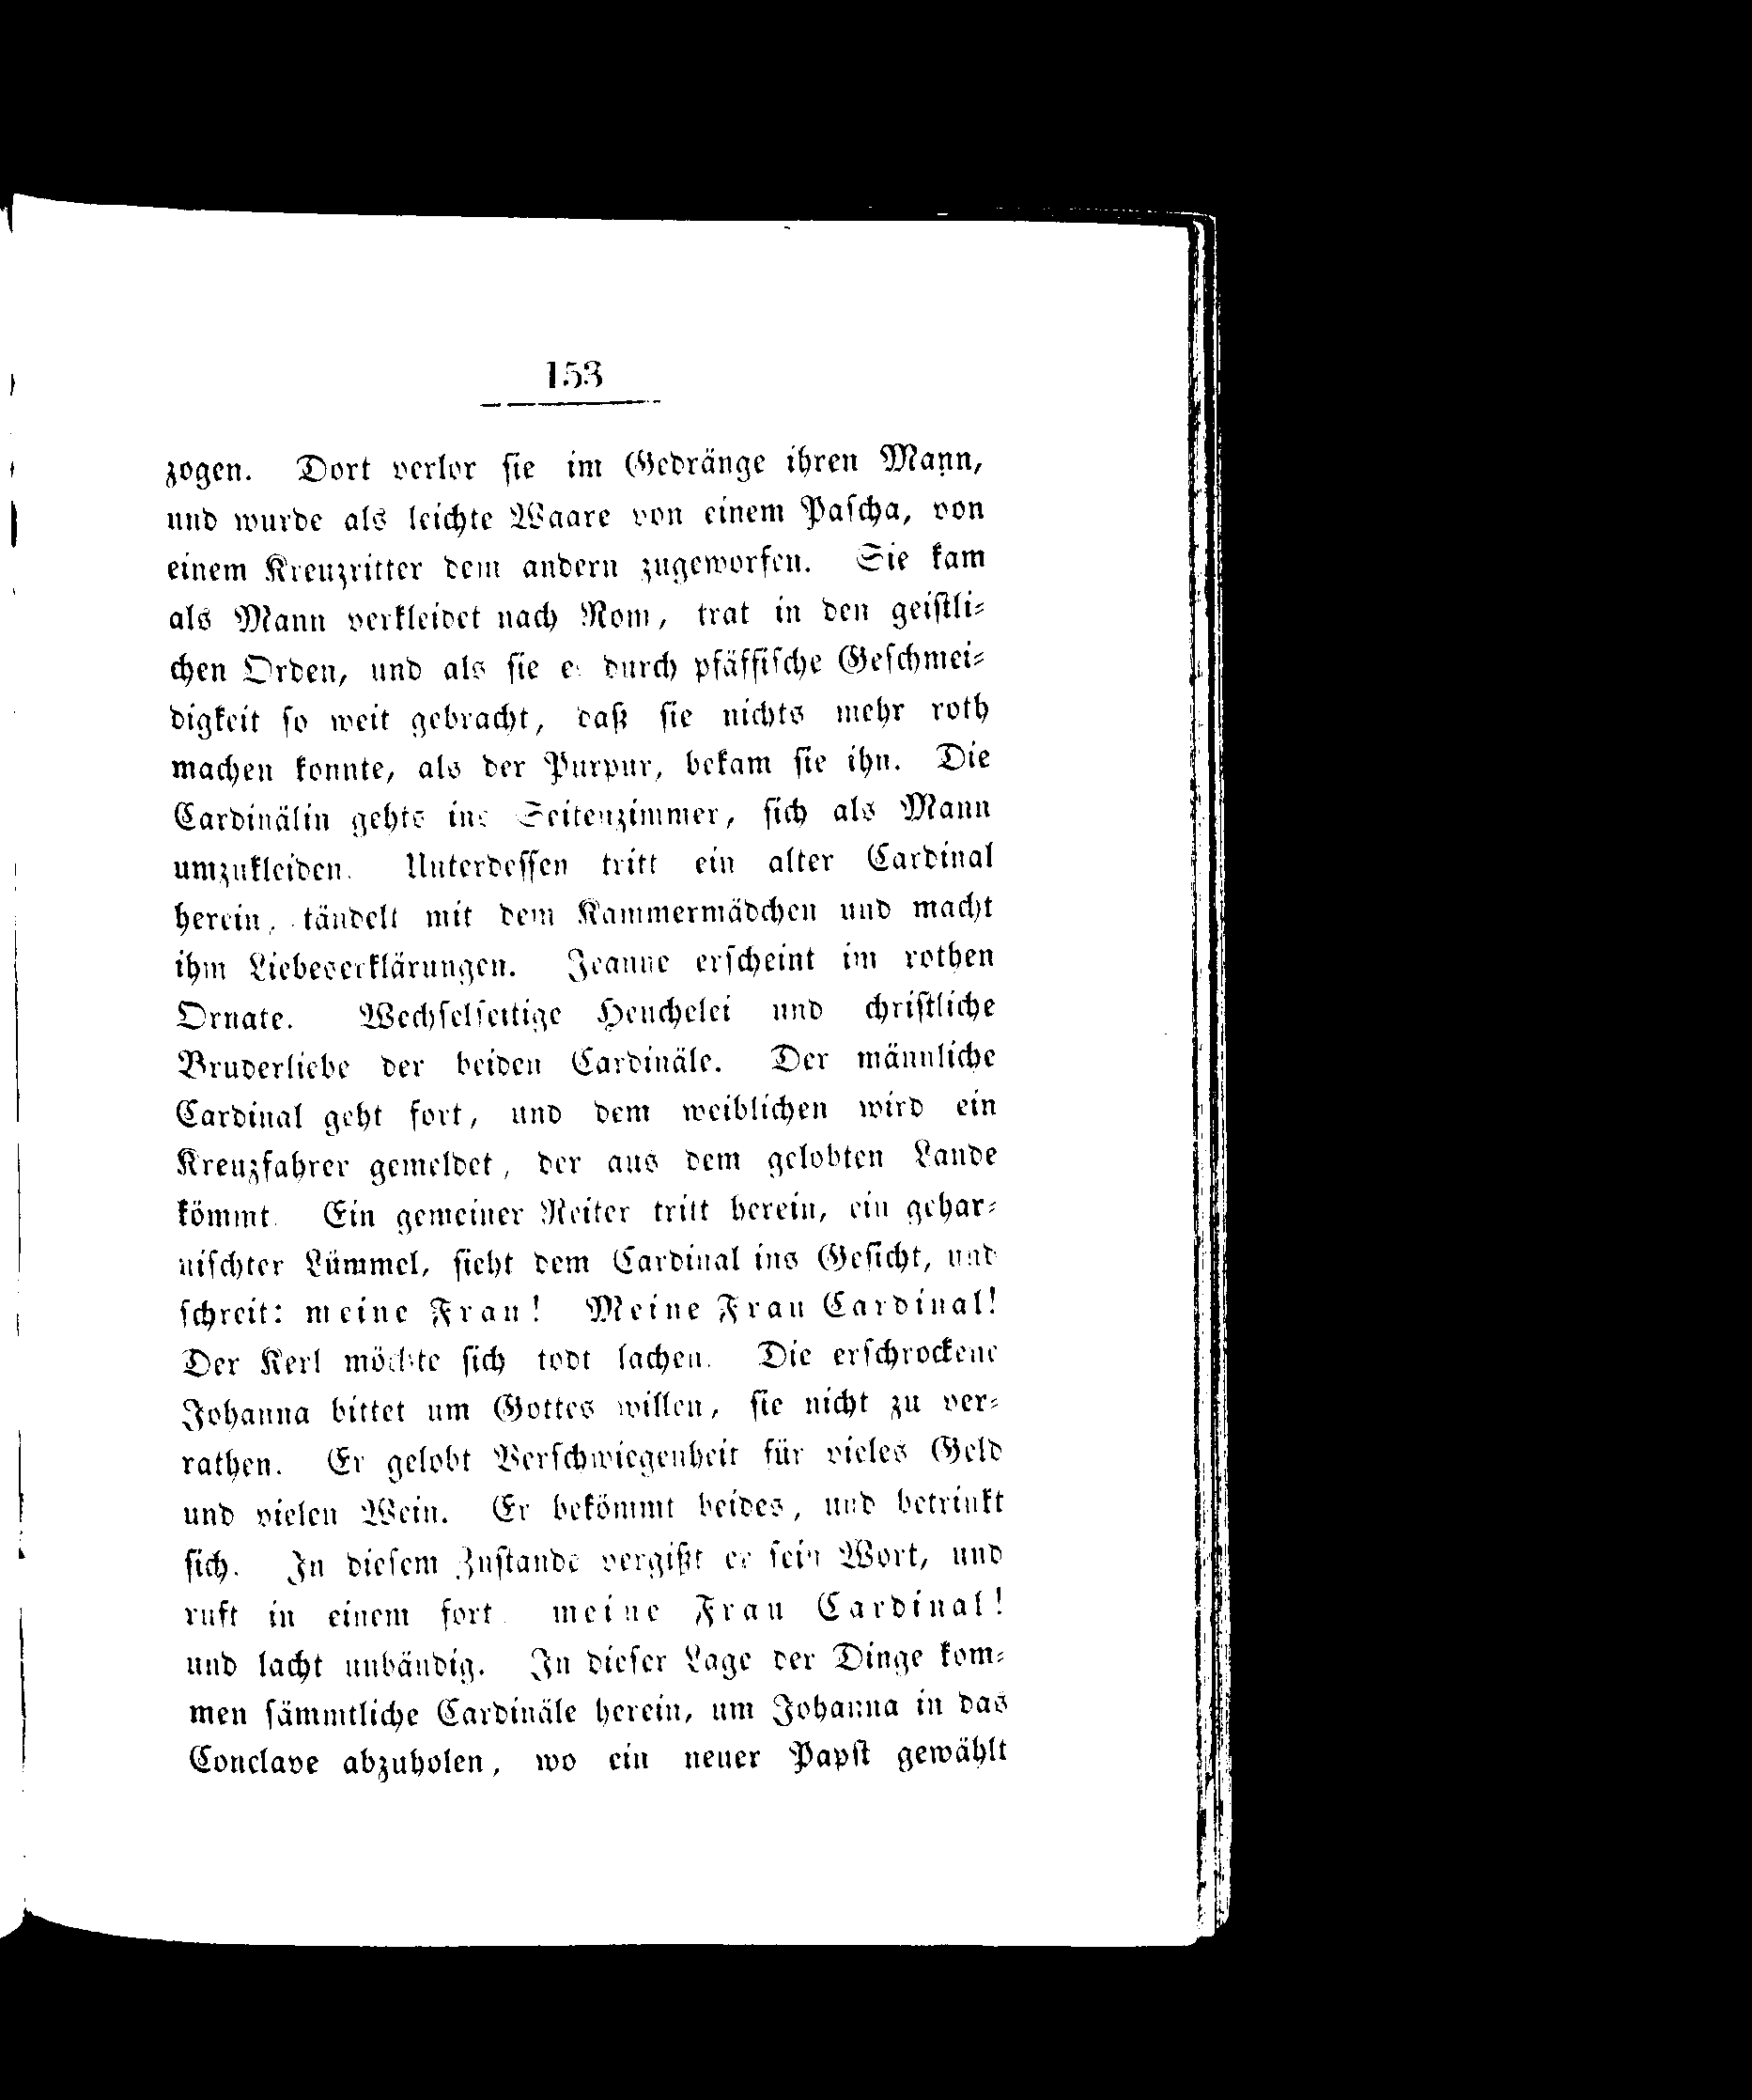 153
zogen. Dort verlor sie im Gedränge ihren Mann,
und wurde als leichte Waare von einem Pascha, von
einem Kreuzritter dem andern zugeworfen. Sie kam
als Mann verkleidet nach Rom, trat in den geistli-
chen Orden, und als sie es durch pfäffische Geschmei-
digkeit so weit gebracht, daß sie nichts mehr roth
machen konnte, als der Purpur, bekam sie ihn. Die
Cardinälin gehts ins Seitenzimmer, sich als Mann
umzukleiden. Unterdessen tritt ein alter Cardinal
herein, tändelt mit dem Kammermädchen und macht
ihm Liebeserklärungen. Jeanne erscheint im rothen
Ornate. Wechselseitige Heuchelei und christliche
Bruderliebe der beiden Cardinäle. Der männliche
Cardinal geht fort, und dem weiblichen wird ein
Kreuzfahrer gemeldet, der aus dem gelobten Lande
kömmt. Ein gemeiner Reiter tritt herein, ein gehar-
nischter Lümmel, sieht dem Cardinal ins Gesicht, und
schreit: meine Frau! Meine Frau Cardinal!
Der Kerl möchte sich todt lachen. Die erschrockene
Johanna bittet um Gottes willen, sie nicht zu ver-
rathen. Er gelobt Verschwiegenheit für vieles Geld
und vielen Wein. Er bekömmt beides, und betrinkt
sich. In diesem Zustande vergißt er sein Wort, und
ruft in einem fort meine Frau Cardinal!
und lacht unbändig. In dieser Lage der Dinge kom-
men sämmtliche Cardinäle herein, um Johanna in das
Conclave abzuholen, wo ein neuer Papst gewählt